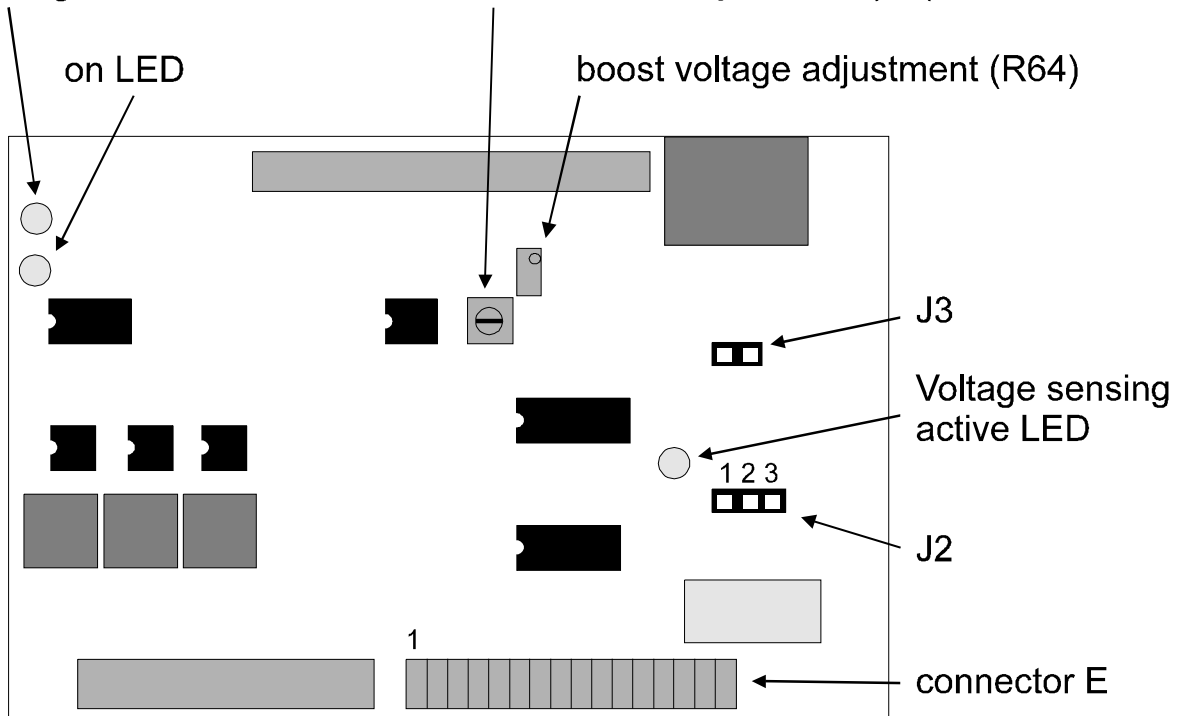 on LED
boost voltage adjustment (R64)
J3
Voltage sensing
active LED
1 2 3
J2
1
connector E